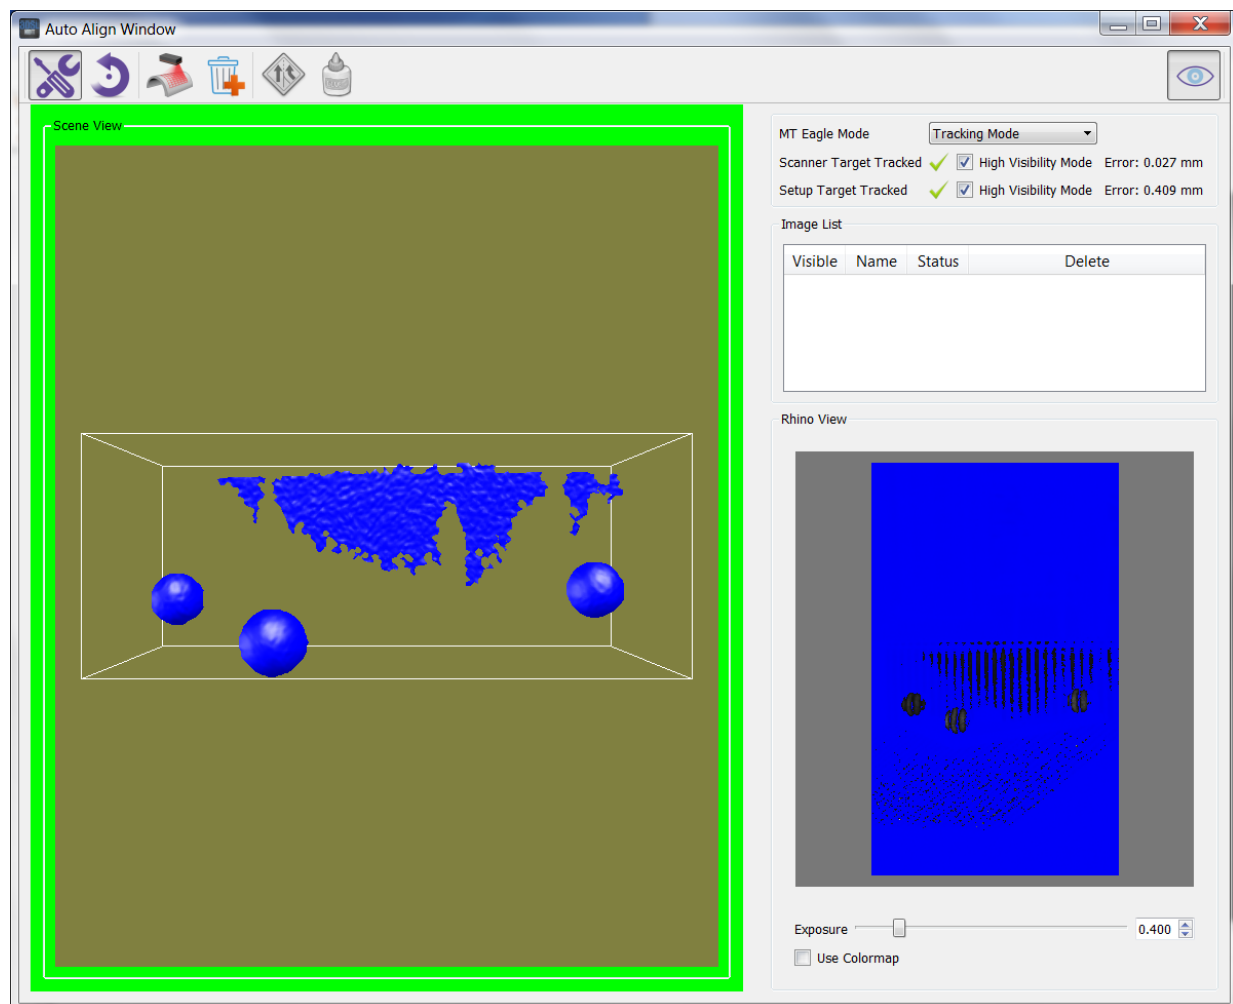 Auto Align Window
Scene View
MT Eagle Mode Tracking Mode
Scanner Target Tracked High Visibility Mode Error: 0.027 mm
Setup Target Tracked High Visibility Mode Error: 0.409 mm
Image List
Visible Name Status Delete
Rhino View
Exposure 0.400
Use Colormap